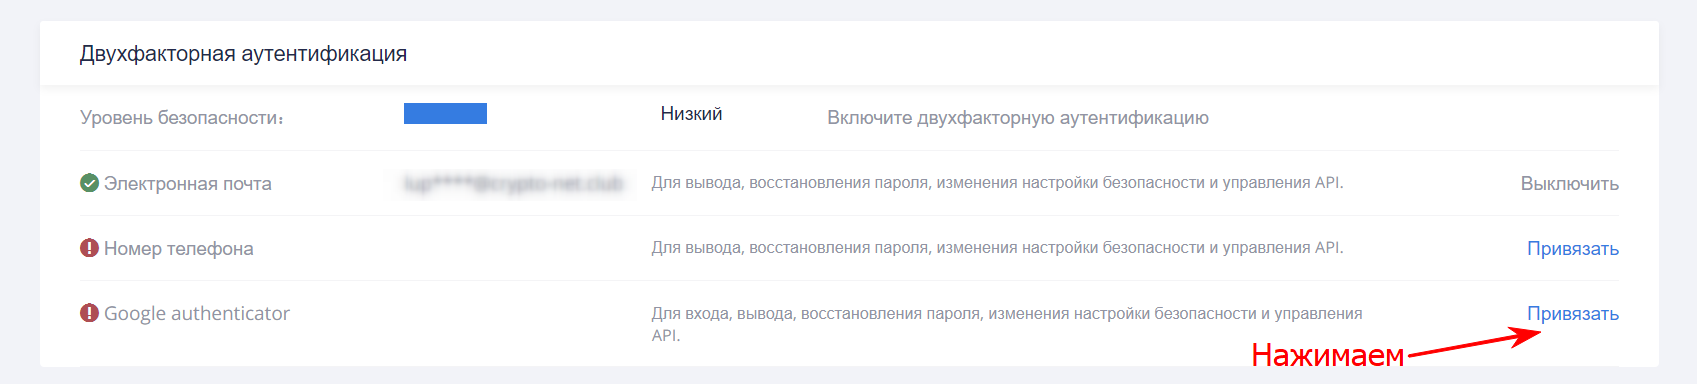 Двухфакторная аутентификация
Уровень безопасности: Низкий Включите двухфакторную аутентификацию
Электронная почта Для вывода, восстановления пароля, изменения настройки безопасности и управления API. Выключить
Номер телефона Для вывода, восстановления пароля, изменения настройки безопасности и управления API. Привязать
Google authenticator Для входа, вывода, восстановления пароля, изменения настройки безопасности и управления Привязать
API.
Нажимаем